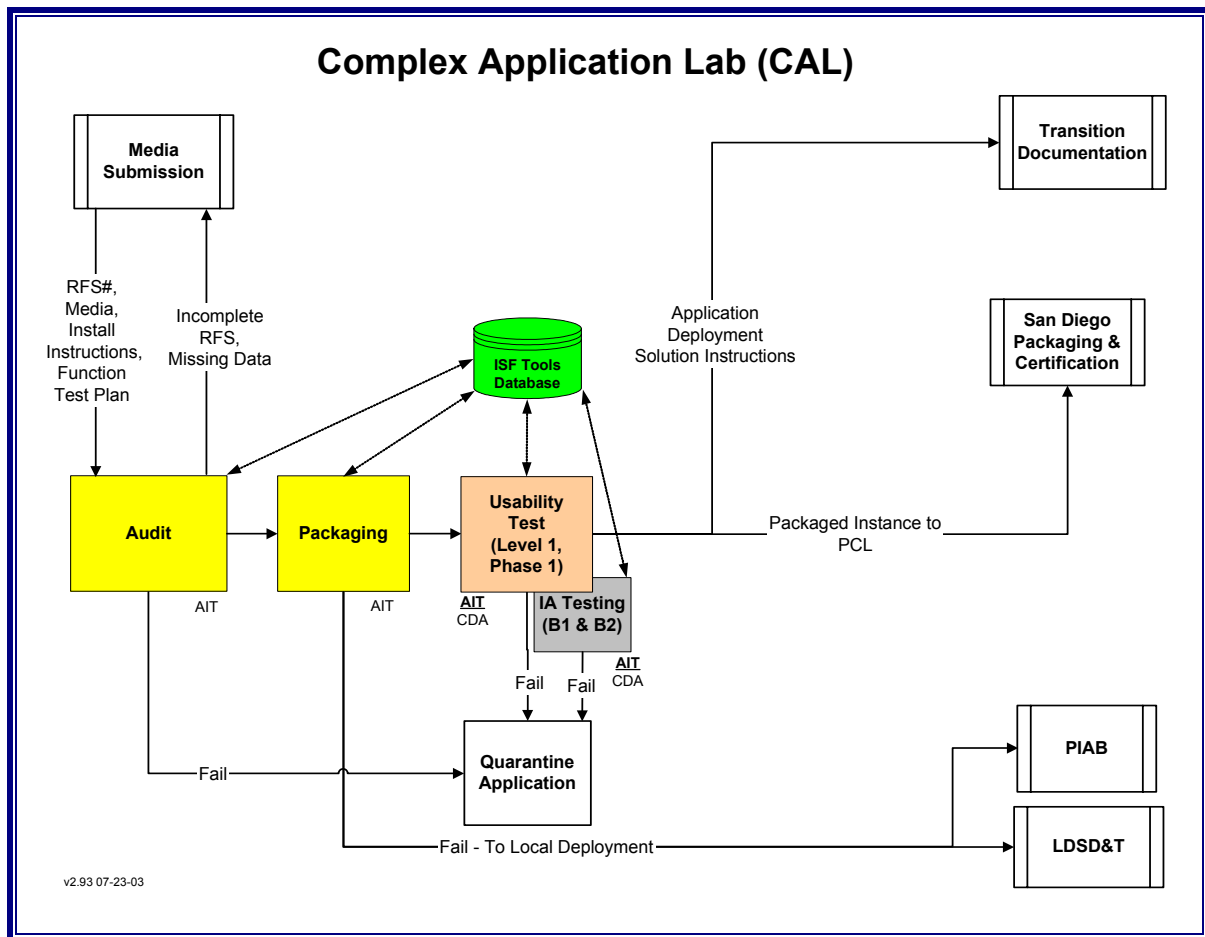 Complex Application Lab (CAL)
Media
Submission
Transition
Documentation
RFS#,
Media,
Install
Instructions,
Function
Test Plan
Incomplete
RFS,
Missing Data
ISF Tools
Database
Application
Deployment
Solution Instructions
San Diego
Packaging &
Certification
Audit
AIT
Packaging
AIT
Usability
Test
(Level 1,
Phase 1)
AIT
CDA
IA Testing
(B1 & B2)
AIT
CDA
Packaged Instance to
PCL
Fail
Fail
Fail
Quarantine
Application
Fail - To Local Deployment
PIAB
LDSD&T
v2.93 07-23-03